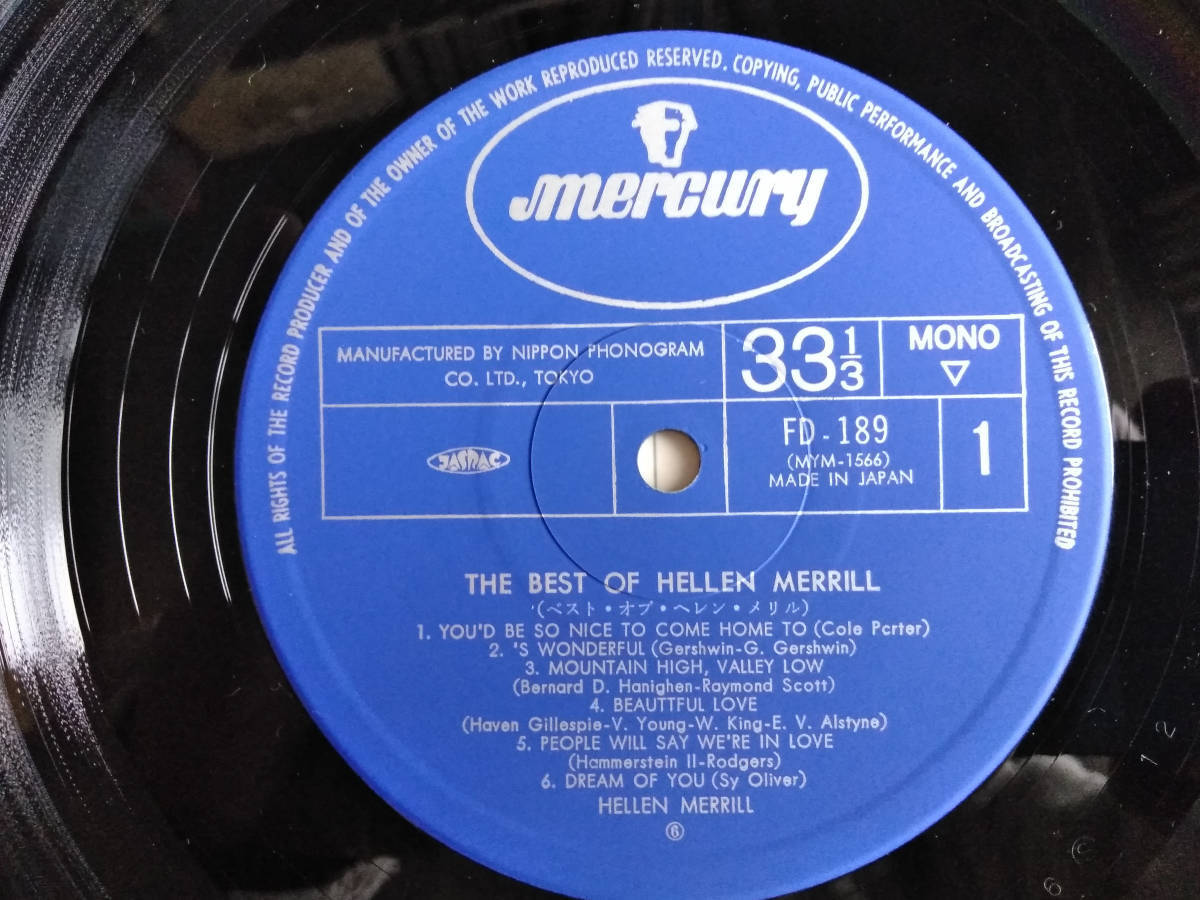 ALL RIGHTS OF THE RECORD PRODUCER AND OF THE OWNER OF THE WORK REPRODUCED RESERVED. COPYING, PUBLIC PERFORMANCE AND BROADCASTING OF THIS RECORD PROHIBITED
mercury
MANUFACTURED BY NIPPON PHONOGRAM
CO. LTD., TOKYO
33 1/3
MONO
▽
JASRAC
FD-189
(MYM-1566)
MADE IN JAPAN
1
THE BEST OF HELLEN MERRILL
(ベスト・オブ・ヘレン・メリル)
1. YOU'D BE SO NICE TO COME HOME TO (Cole Pcrter)
2. 'S WONDERFUL (Gershwin-G. Gershwin)
3. MOUNTAIN HIGH, VALLEY LOW
(Bernard D. Hanighen-Raymond Scott)
4. BEAUTTFUL LOVE
(Haven Gillespie-V. Young-W. King-E. V. Alstyne)
5. PEOPLE WILL SAY WE'RE IN LOVE
(Hammerstein II-Rodgers)
6. DREAM OF YOU (Sy Oliver)
HELLEN MERRILL
⑥
1 2